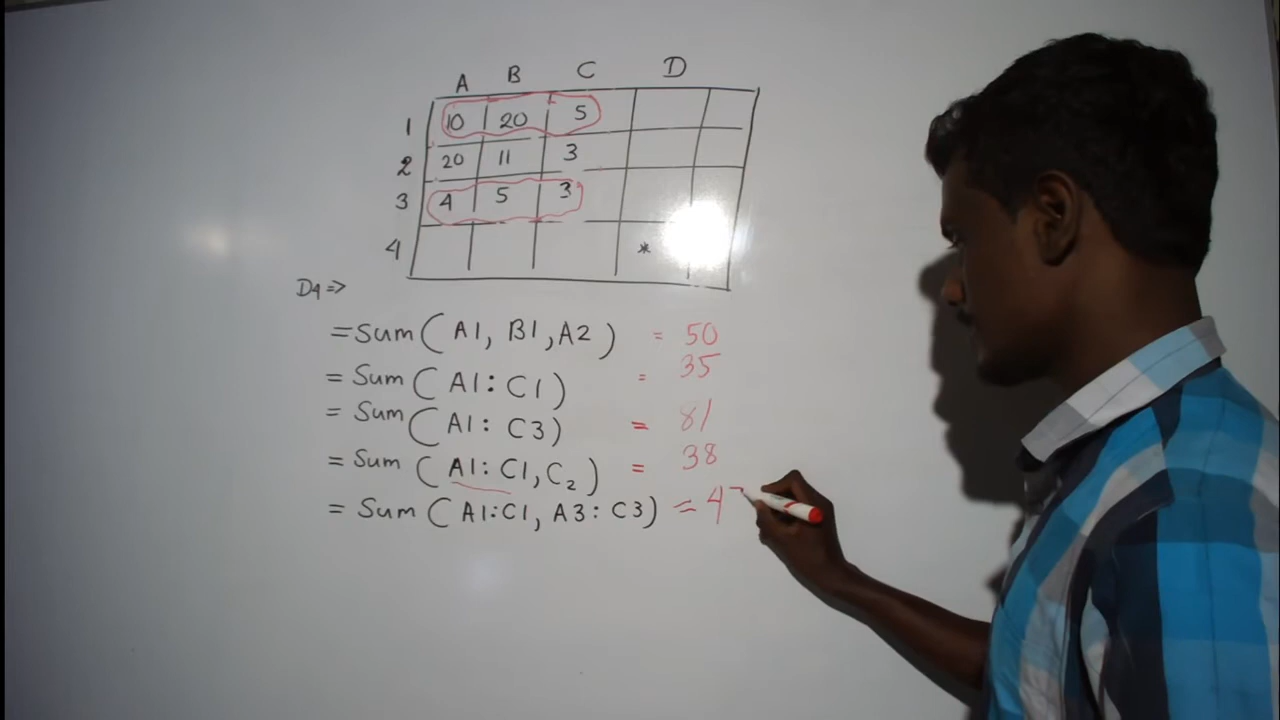 A B C D
1 10 20 5
2 20 11 3
3 4 5 3
4 *
D4 =>
= Sum ( A1, B1, A2 ) = 50
= Sum ( A1 : C1 ) = 35
= Sum ( A1 : C3 ) = 81
= Sum ( A1 : C1, C2 ) = 38
= Sum ( A1:C1, A3 : C3 ) = 4